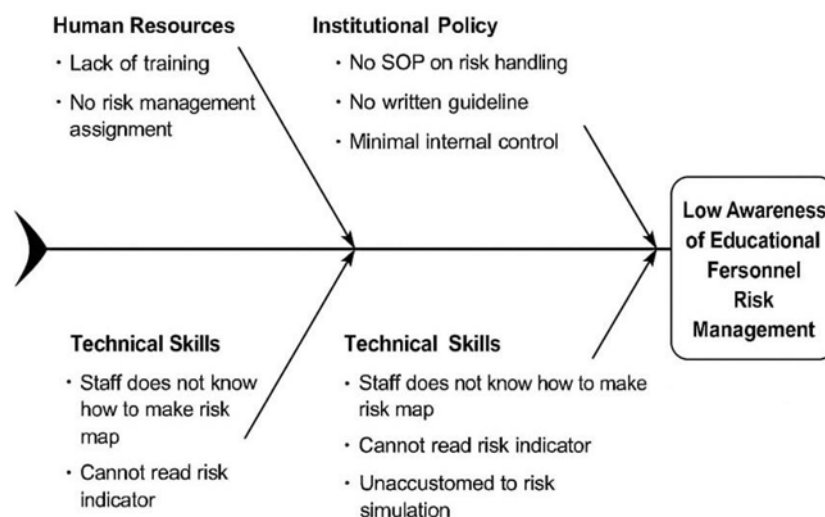 Human Resources
· Lack of training
· No risk management
assignment
Institutional Policy
· No SOP on risk handling
· No written guideline
· Minimal internal control
Low Awareness
of Educational
Fersonnel
Risk
Management
Technical Skills
· Staff does not know
how to make risk
map
· Cannot read risk
indicator
Technical Skills
· Staff does not know how to make
risk map
· Cannot read risk indicator
· Unaccustomed to risk
simulation